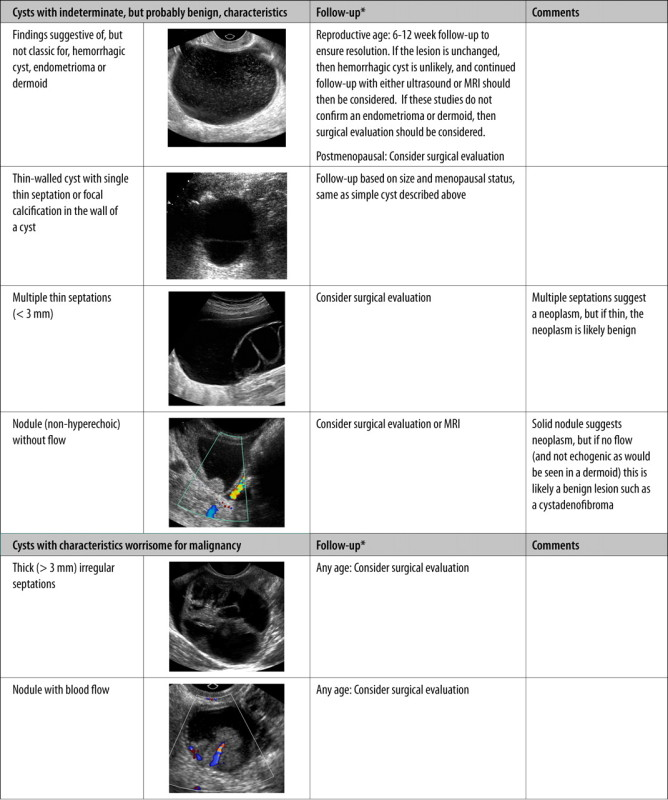 Cysts with indeterminate, but probably benign, characteristics
Follow-up*
Comments
Findings suggestive of, but
not classic for, hemorrhagic
cyst, endometrioma or
dermoid
Reproductive age: 6-12 week follow-up to
ensure resolution. If the lesion is unchanged,
then hemorrhagic cyst is unlikely, and continued
follow-up with either ultrasound or MRI should
then be considered.  If these studies do not
confirm an endometrioma or dermoid, then
surgical evaluation should be considered.
Postmenopausal: Consider surgical evaluation
Thin-walled cyst with single
thin septation or focal
calcification in the wall of
a cyst
Follow-up based on size and menopausal status,
same as simple cyst described above
Multiple thin septations
(< 3 mm)
Consider surgical evaluation
Multiple septations suggest
a neoplasm, but if thin, the
neoplasm is likely benign
Nodule (non-hyperechoic)
without flow
Consider surgical evaluation or MRI
Solid nodule suggests
neoplasm, but if no flow
(and not echogenic as would
be seen in a dermoid) this is
likely a benign lesion such as
a cystadenofibroma
Cysts with characteristics worrisome for malignancy
Follow-up*
Comments
Thick (> 3 mm) irregular
septations
Any age: Consider surgical evaluation
Nodule with blood flow
Any age: Consider surgical evaluation